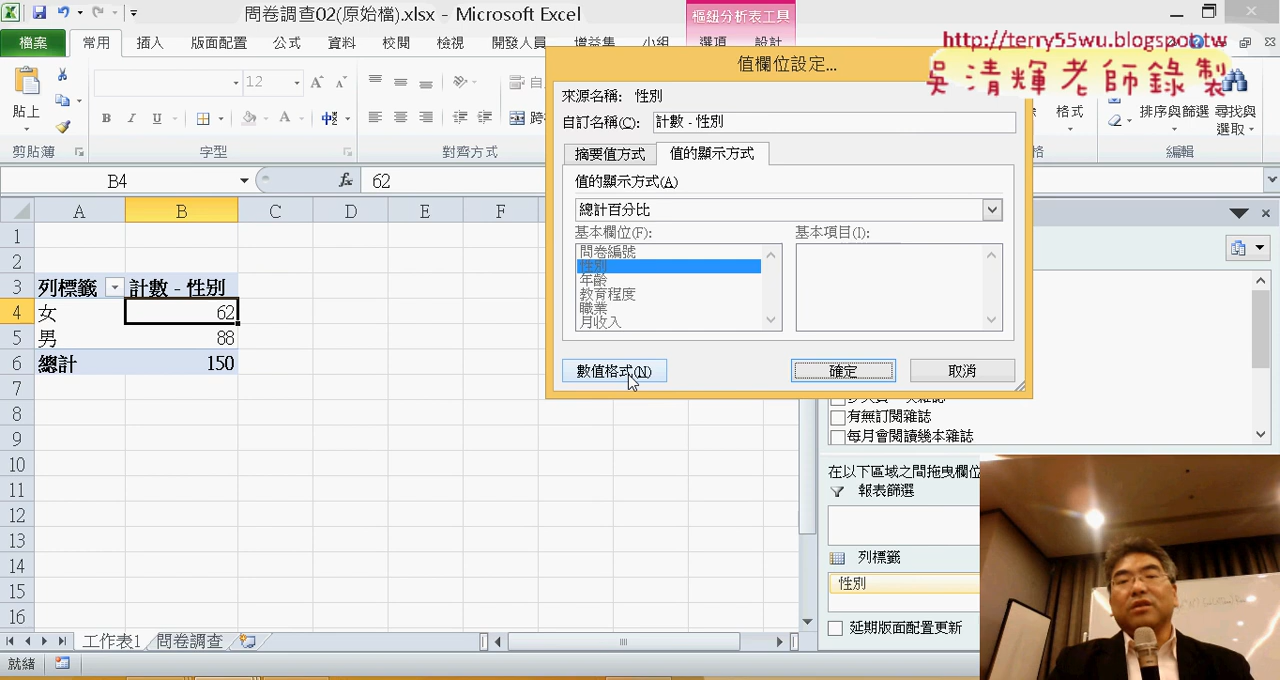 問卷調查02(原始檔).xlsx - Microsoft Excel
樞紐分析表工具
檔案 常用 插入 版面配置 公式 資料 校閱 檢視 開發人員 增益集 小組 選項 設計
http://terry55wu.blogspot.tw
吳清輝老師錄製
貼上
12
B I U
自
跨
格式
排序與篩選 尋找與
選取
剪貼簿 字型 對齊方式 格 編輯
B4 fx 62
A B C D E F
1
2
3 列標籤 計數 - 性別
4 女 62
5 男 88
6 總計 150
7
8
9
10
11
12
13
14
15
16
值欄位設定...
來源名稱: 性別
自訂名稱(C): 計數 - 性別
摘要值方式 值的顯示方式
值的顯示方式(A)
總計百分比
基本欄位(F): 基本項目(I):
問卷編號
性別
年齡
教育程度
職業
月收入
數值格式(N) 確定 取消
有無訂閱雜誌
每月會閱讀幾本雜誌
在以下區域之間拖曳欄位
報表篩選
列標籤
性別
延期版面配置更新
工作表1 問卷調查
就緒